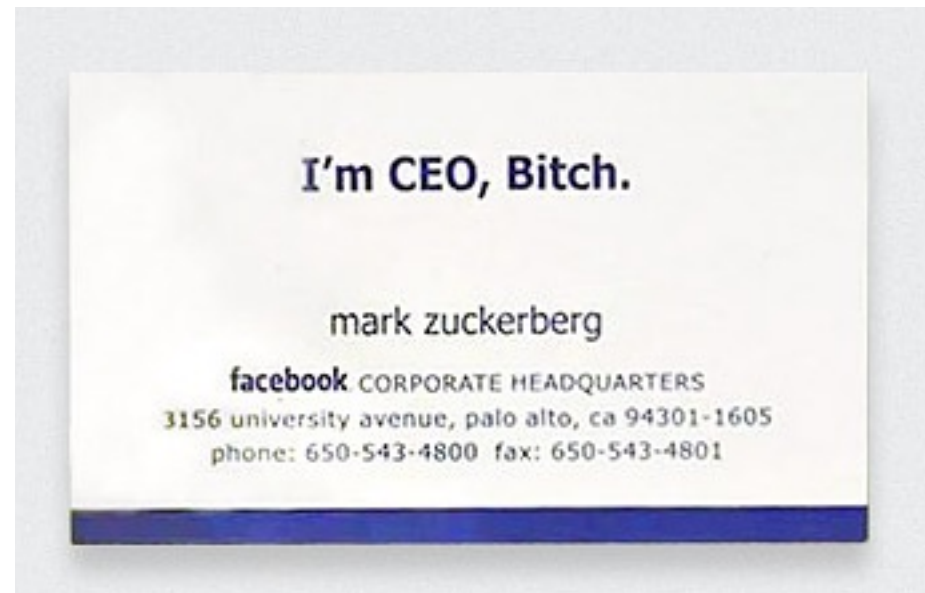 I'm CEO, Bitch.
mark zuckerberg
facebook CORPORATE HEADQUARTERS
3156 university avenue, palo alto, ca 94301-1605
phone: 650-543-4800 fax: 650-543-4801